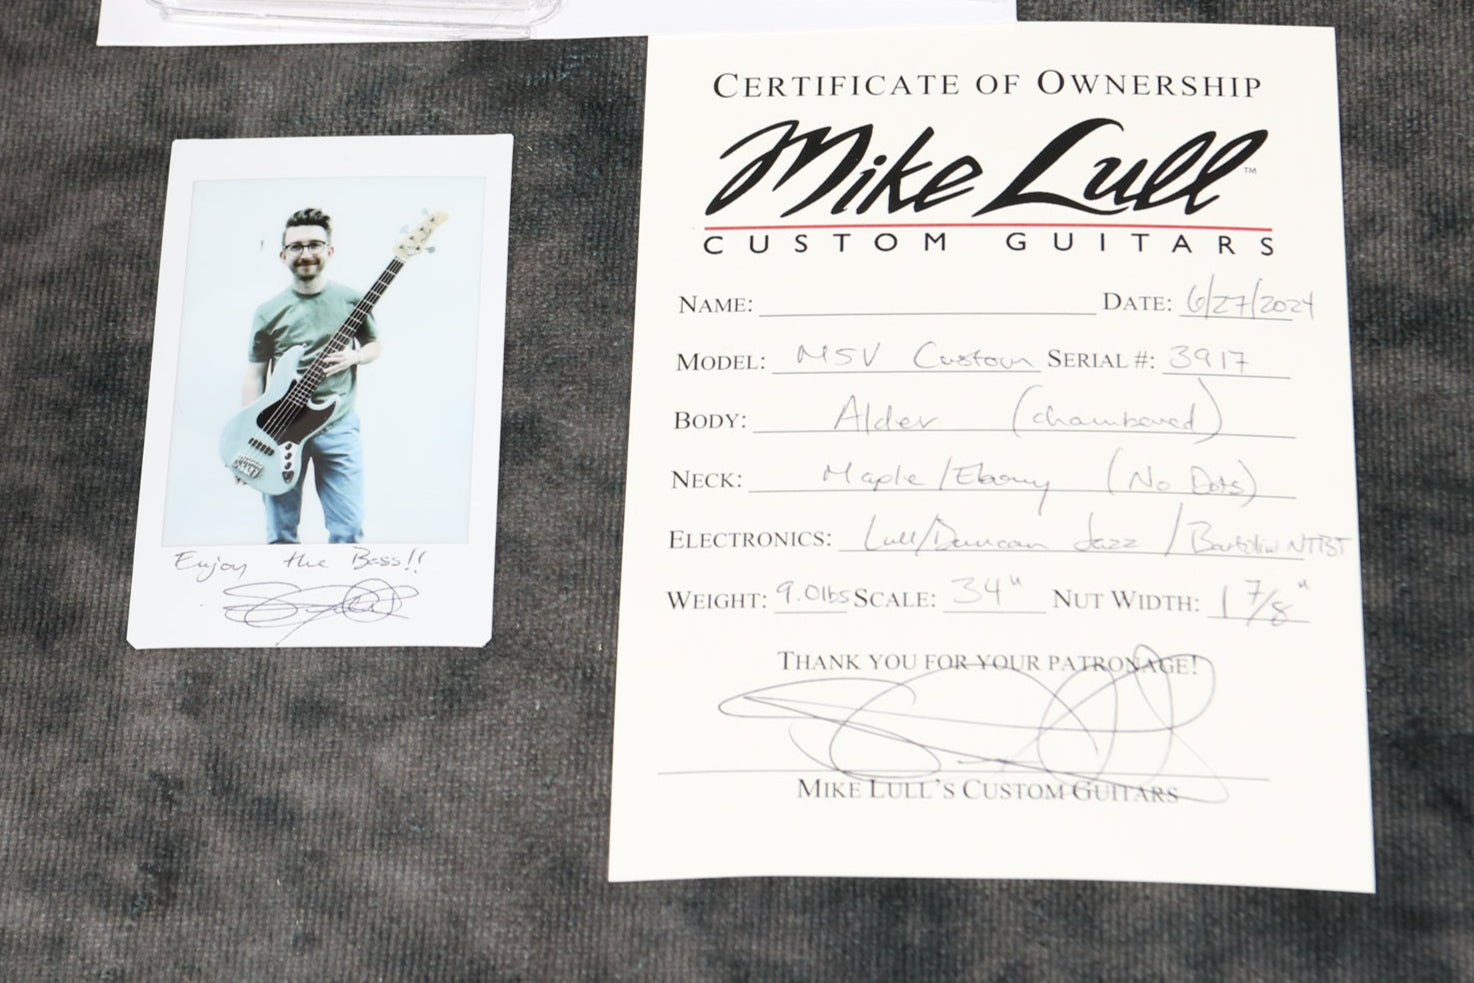 CERTIFICATE OF OWNERSHIP
Mike Lull™
CUSTOM GUITARS
NAME: DATE: 6/27/2024
MODEL: M5V Custom SERIAL #: 3917
BODY: Alder (chambered)
NECK: Maple/Ebony (No Dots)
ELECTRONICS: Lull/Duncan Jazz / Bartolini NTBT
WEIGHT: 9.0lbs SCALE: 34" NUT WIDTH: 1 7/8"
THANK YOU FOR YOUR PATRONAGE!
MIKE LULL'S CUSTOM GUITARS
Enjoy the Bass!!